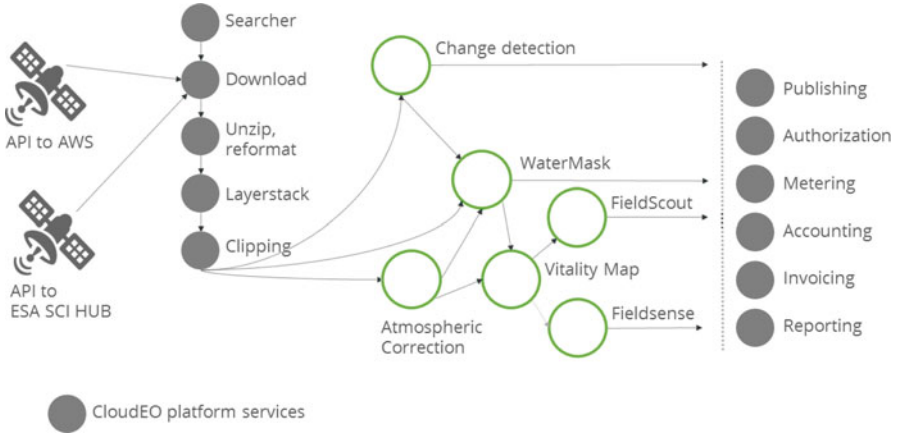 Searcher
Download
Unzip,
reformat
Layerstack
Clipping
API to AWS
API to
ESA SCI HUB
Change detection
WaterMask
FieldScout
Vitality Map
Fieldsense
Atmospheric
Correction
Publishing
Authorization
Metering
Accounting
Invoicing
Reporting
CloudEO platform services